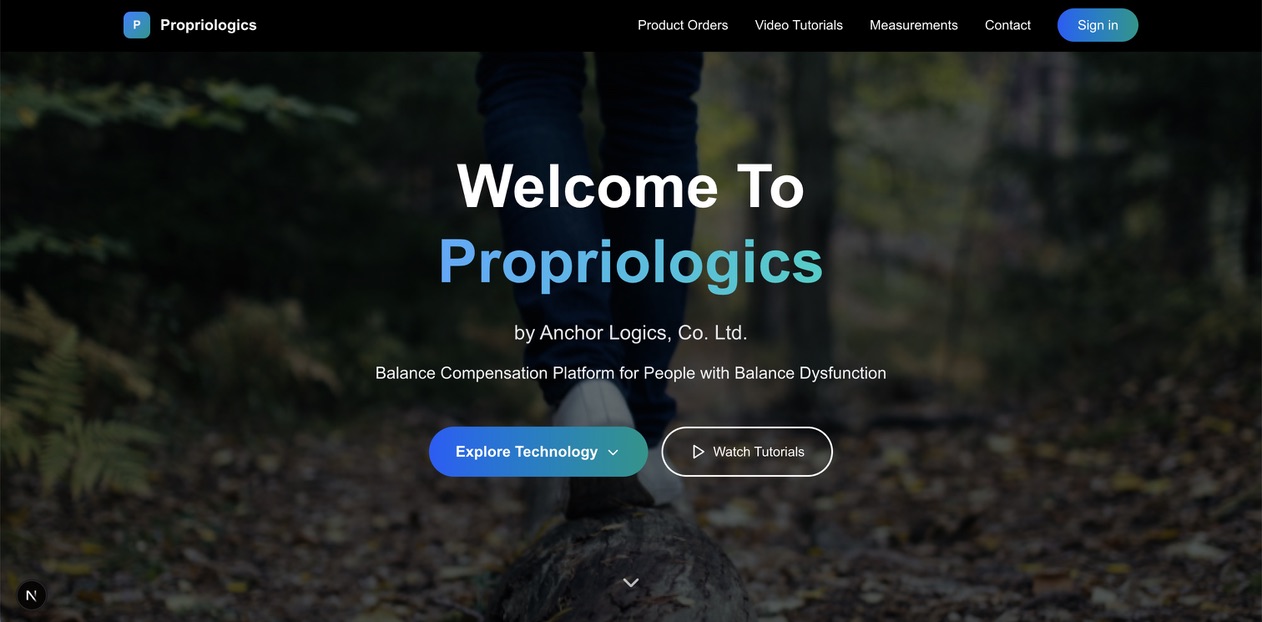 P Propriologics Product Orders Video Tutorials Measurements Contact Sign in
Welcome To
Propriologics
by Anchor Logics, Co. Ltd.
Balance Compensation Platform for People with Balance Dysfunction
Explore Technology Watch Tutorials
N